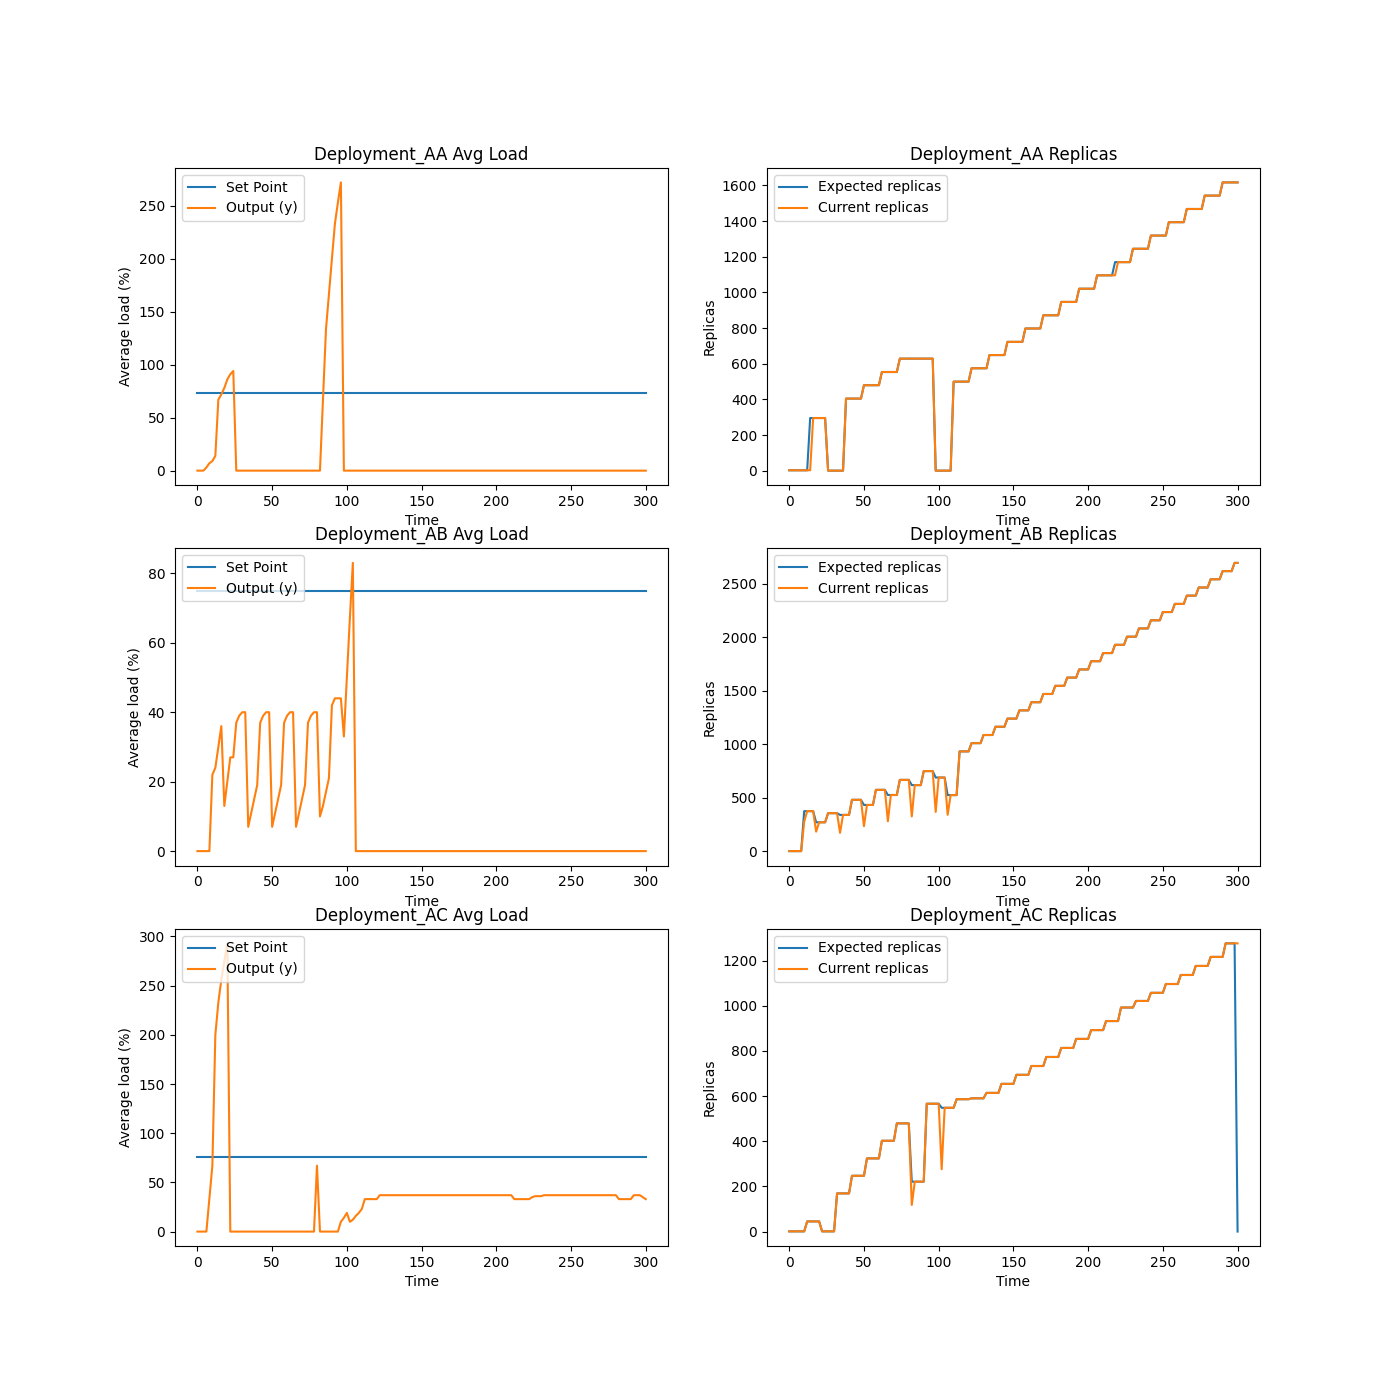 Deployment_AA Avg Load
Set Point
Output (y)
Average load (%)
0
50
100
150
200
250
0
50
100
150
200
250
300
Time
Deployment_AA Replicas
Expected replicas
Current replicas
Replicas
0
200
400
600
800
1000
1200
1400
1600
0
50
100
150
200
250
300
Time
Deployment_AB Avg Load
Set Point
Output (y)
Average load (%)
0
20
40
60
80
0
50
100
150
200
250
300
Time
Deployment_AB Replicas
Expected replicas
Current replicas
Replicas
0
500
1000
1500
2000
2500
0
50
100
150
200
250
300
Time
Deployment_AC Avg Load
Set Point
Output (y)
Average load (%)
0
50
100
150
200
250
300
0
50
100
150
200
250
300
Time
Deployment_AC Replicas
Expected replicas
Current replicas
Replicas
0
200
400
600
800
1000
1200
0
50
100
150
200
250
300
Time